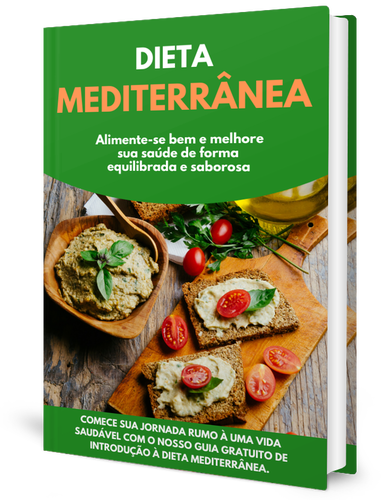 DIETA
MEDITERRÂNEA
Alimente-se bem e melhore
sua saúde de forma
equilibrada e saborosa
COMECE SUA JORNADA RUMO À UMA VIDA
SAUDÁVEL COM O NOSSO GUIA GRATUITO DE
INTRODUÇÃO À DIETA MEDITERRÂNEA.